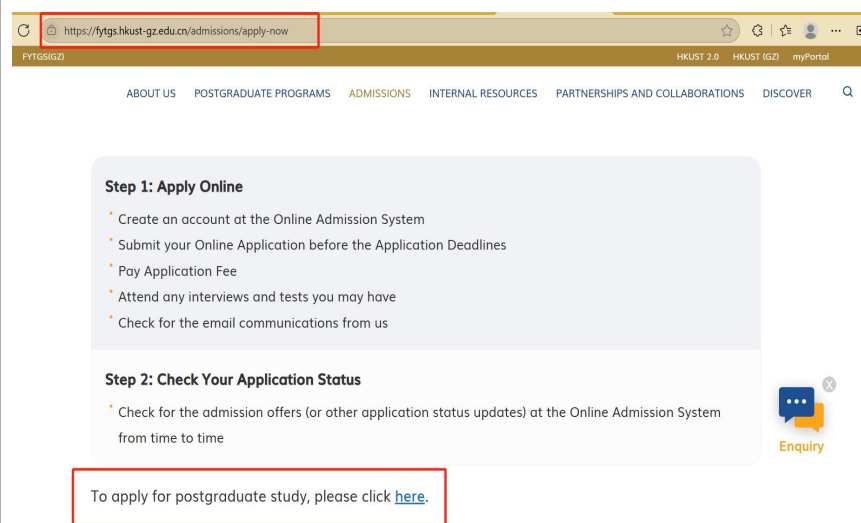 https://fytgs.hkust-gz.edu.cn/admissions/apply-now
FYTGS(GZ) HKUST 2.0 HKUST (GZ) myPortal
ABOUT US POSTGRADUATE PROGRAMS ADMISSIONS INTERNAL RESOURCES PARTNERSHIPS AND COLLABORATIONS DISCOVER
Step 1: Apply Online
Create an account at the Online Admission System
Submit your Online Application before the Application Deadlines
Pay Application Fee
Attend any interviews and tests you may have
Check for the email communications from us
Step 2: Check Your Application Status
Check for the admission offers (or other application status updates) at the Online Admission System
from time to time
Enquiry
To apply for postgraduate study, please click here.